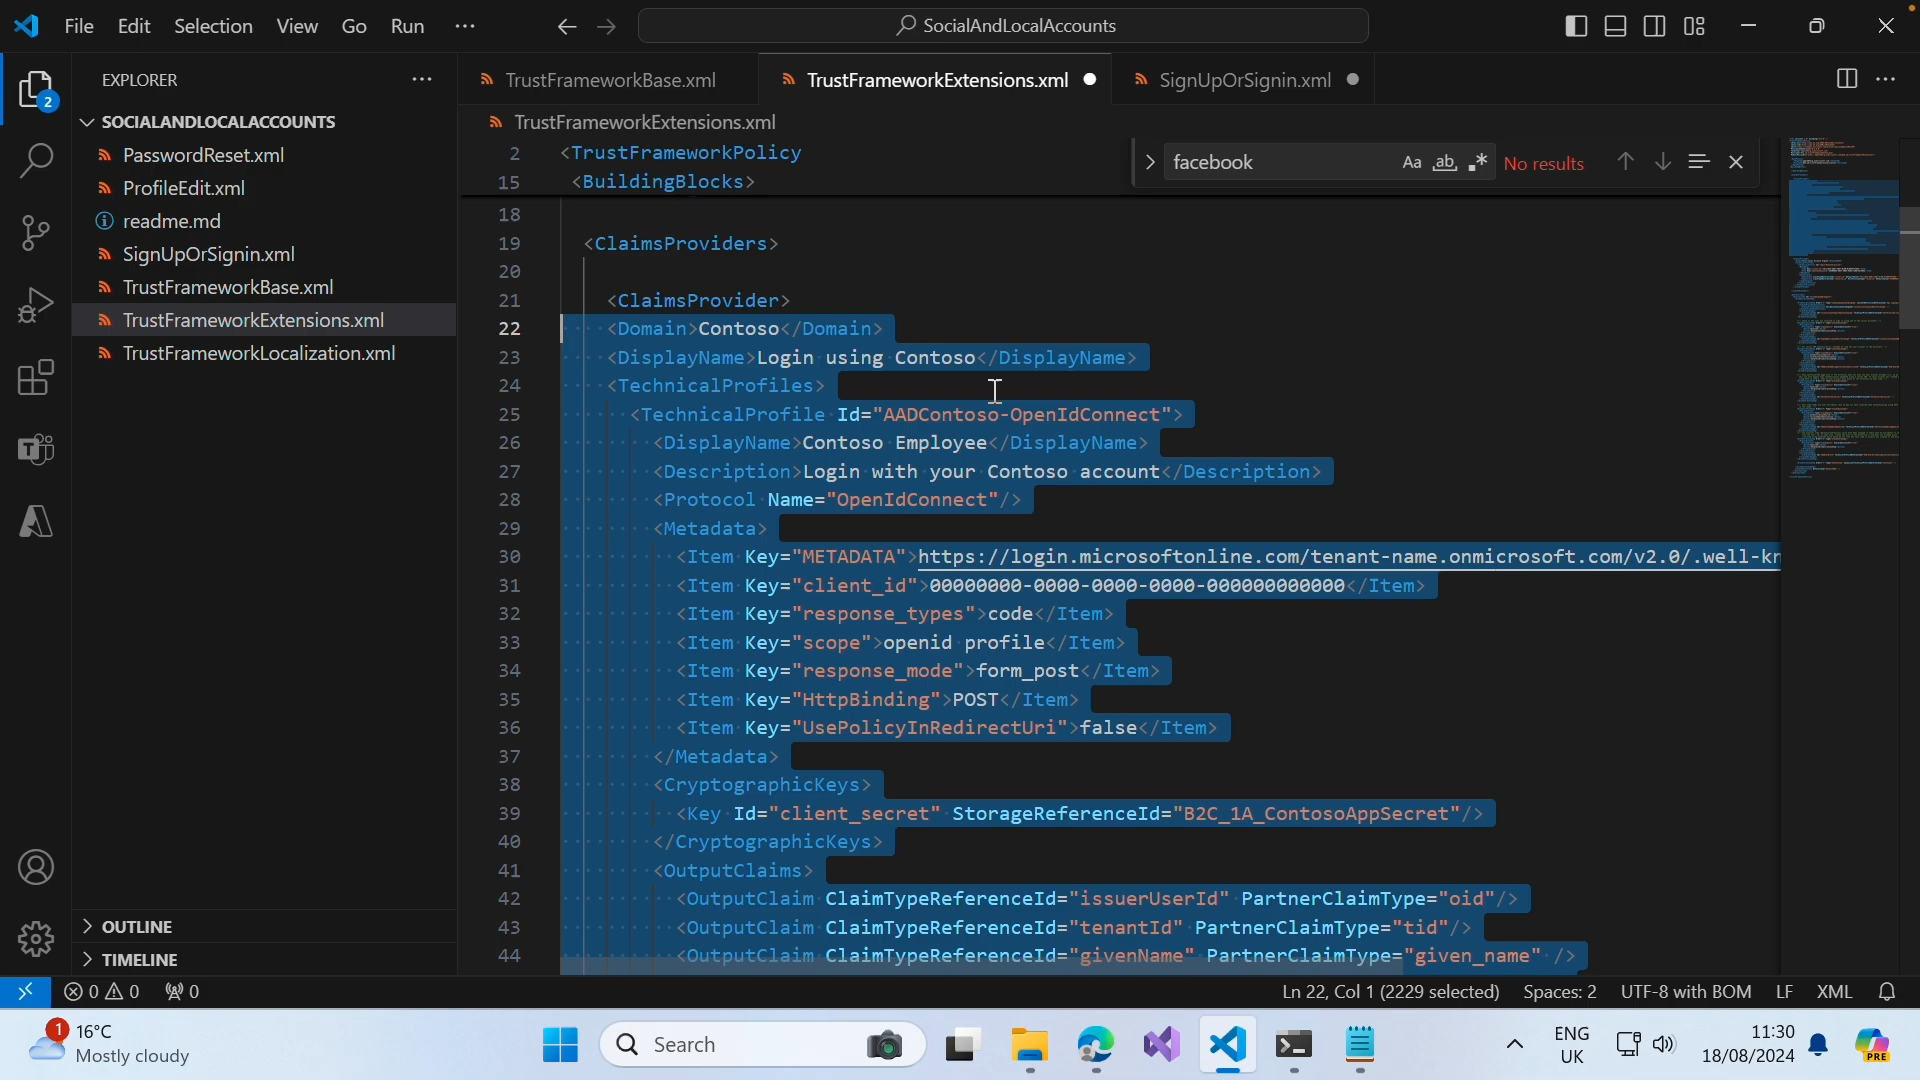 File Edit Selection View Go Run ···
SocialAndLocalAccounts
EXPLORER
2
SOCIALANDLOCALACCOUNTS
PasswordReset.xml
ProfileEdit.xml
readme.md
SignUpOrSignin.xml
TrustFrameworkBase.xml
TrustFrameworkExtensions.xml
TrustFrameworkLocalization.xml
OUTLINE
TIMELINE
TrustFrameworkBase.xml TrustFrameworkExtensions.xml SignUpOrSignin.xml
TrustFrameworkExtensions.xml
facebook Aa ab No results
2 <TrustFrameworkPolicy
15 <BuildingBlocks>
18
19 <ClaimsProviders>
20
21 <ClaimsProvider>
22 <Domain>Contoso</Domain>
23 <DisplayName>Login using Contoso</DisplayName>
24 <TechnicalProfiles>
25 <TechnicalProfile Id="AADContoso-OpenIdConnect">
26 <DisplayName>Contoso Employee</DisplayName>
27 <Description>Login with your Contoso account</Description>
28 <Protocol Name="OpenIdConnect"/>
29 <Metadata>
30 <Item Key="METADATA">https://login.microsoftonline.com/tenant-name.onmicrosoft.com/v2.0/.well-kn
31 <Item Key="client_id">00000000-0000-0000-0000-000000000000</Item>
32 <Item Key="response_types">code</Item>
33 <Item Key="scope">openid profile</Item>
34 <Item Key="response_mode">form_post</Item>
35 <Item Key="HttpBinding">POST</Item>
36 <Item Key="UsePolicyInRedirectUri">false</Item>
37 </Metadata>
38 <CryptographicKeys>
39 <Key Id="client_secret" StorageReferenceId="B2C_1A_ContosoAppSecret"/>
40 </CryptographicKeys>
41 <OutputClaims>
42 <OutputClaim ClaimTypeReferenceId="issuerUserId" PartnerClaimType="oid"/>
43 <OutputClaim ClaimTypeReferenceId="tenantId" PartnerClaimType="tid"/>
44 <OutputClaim ClaimTypeReferenceId="givenName" PartnerClaimType="given_name" />
0 0 0 Ln 22, Col 1 (2229 selected) Spaces: 2 UTF-8 with BOM LF XML
1
16°C
Mostly cloudy
Search
ENG
UK
11:30
18/08/2024
PRE